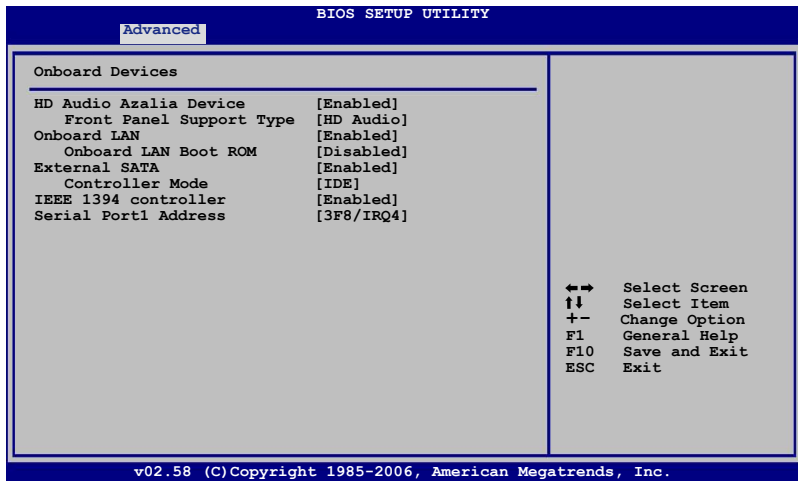 BIOS SETUP UTILITY
Advanced
Onboard Devices
HD Audio Azalia Device [Enabled]
Front Panel Support Type [HD Audio]
Onboard LAN [Enabled]
Onboard LAN Boot ROM [Disabled]
External SATA [Enabled]
Controller Mode [IDE]
IEEE 1394 controller [Enabled]
Serial Port1 Address [3F8/IRQ4]
←→ Select Screen
↑↓ Select Item
+- Change Option
F1 General Help
F10 Save and Exit
ESC Exit
v02.58 (C)Copyright 1985-2006, American Megatrends, Inc.